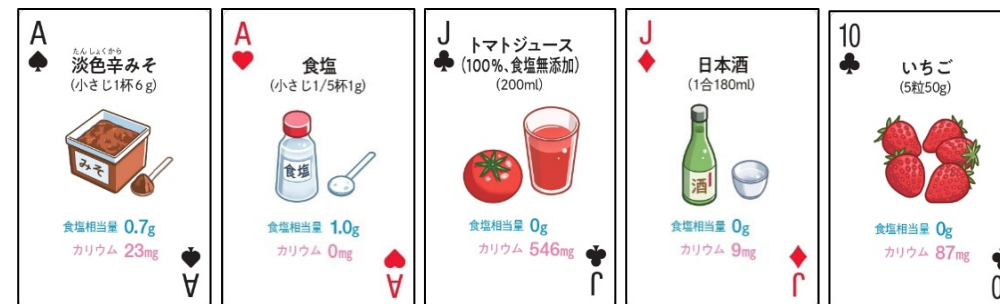 A
たんしょくから
淡色辛みそ
(小さじ1杯6g)
みそ
食塩相当量 0.7g
カリウム 23mg
A
A
食塩
(小さじ1/5杯1g)
食塩
食塩相当量 1.0g
カリウム 0mg
A
J
トマトジュース
(100%、食塩無添加)
(200ml)
食塩相当量 0g
カリウム 546mg
J
J
日本酒
(1合180ml)
酒
食塩相当量 0g
カリウム 9mg
J
10
いちご
(5粒50g)
食塩相当量 0g
カリウム 87mg